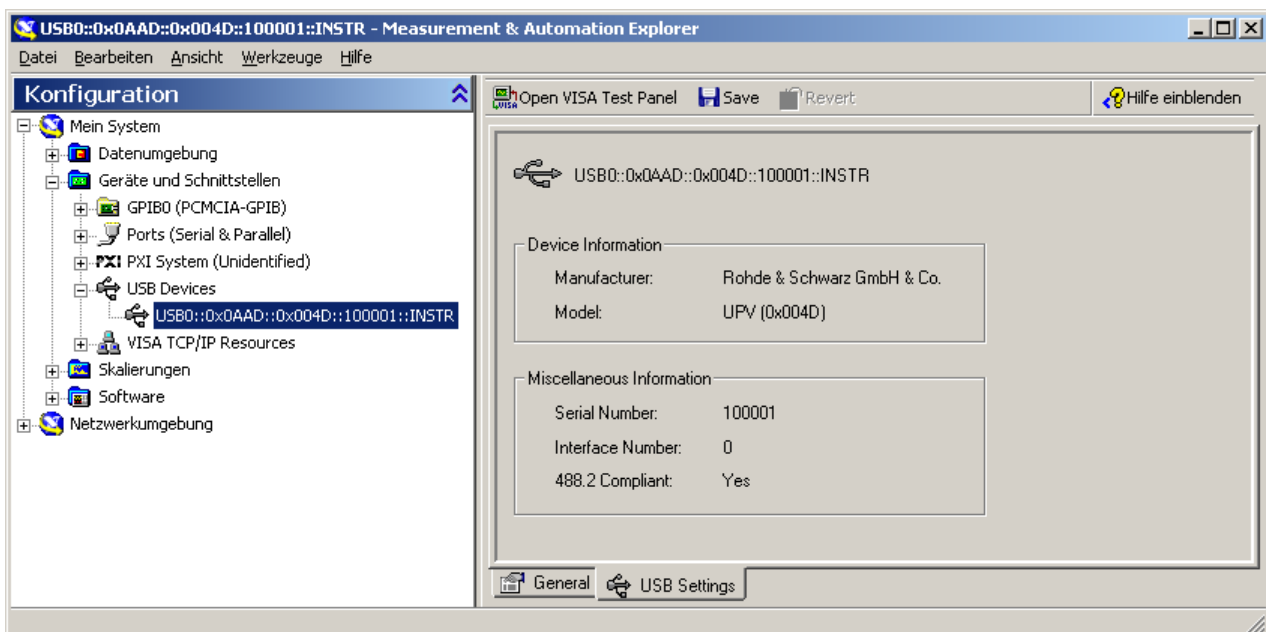 USB0::0x0AAD::0x004D::100001::INSTR - Measurement & Automation Explorer
Datei Bearbeiten Ansicht Werkzeuge Hilfe
Konfiguration
Mein System
Datenumgebung
Geräte und Schnittstellen
GPIB0 (PCMCIA-GPIB)
Ports (Serial & Parallel)
PXI PXI System (Unidentified)
USB Devices
USB0::0x0AAD::0x004D::100001::INSTR
VISA TCP/IP Resources
Skalierungen
Software
Netzwerkumgebung
VISA Open VISA Test Panel Save Revert Hilfe einblenden
USB0::0x0AAD::0x004D::100001::INSTR
Device Information
Manufacturer: Rohde & Schwarz GmbH & Co.
Model: UPV (0x004D)
Miscellaneous Information
Serial Number: 100001
Interface Number: 0
488.2 Compliant: Yes
General USB Settings